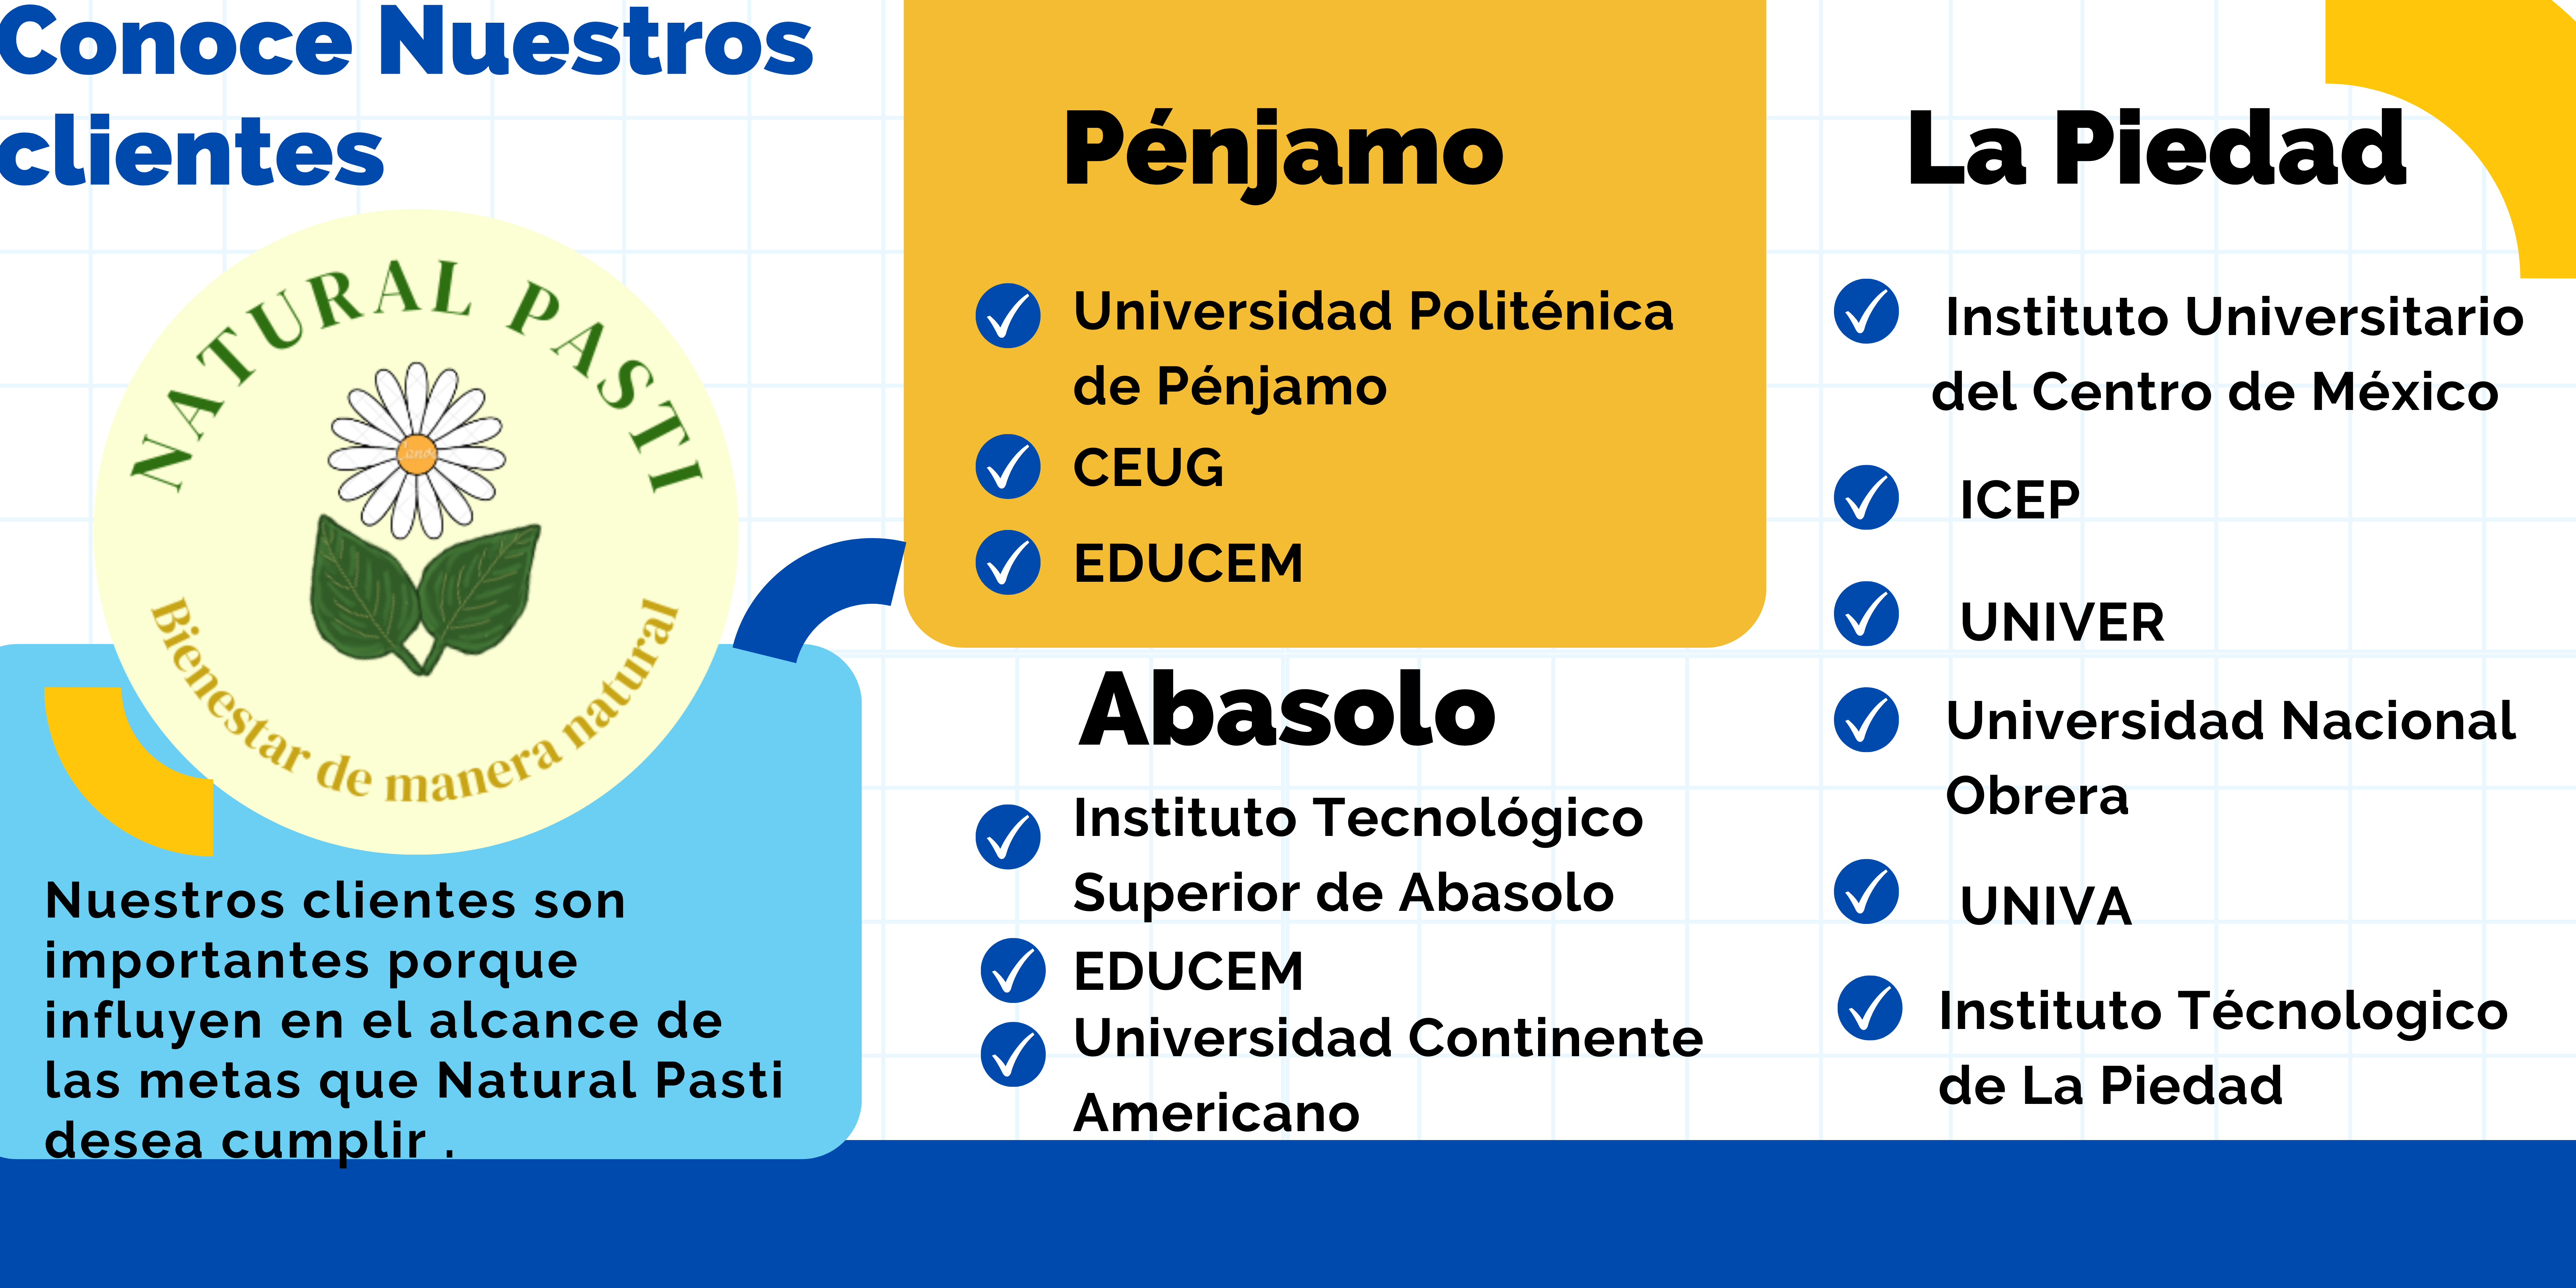 Conoce Nuestros
clientes
NATURAL PASTI
Bienestar de manera natural
Nuestros clientes son
importantes porque
influyen en el alcance de
las metas que Natural Pasti
desea cumplir .
Pénjamo
Universidad Politénica
de Pénjamo
CEUG
EDUCEM
Abasolo
Instituto Tecnológico
Superior de Abasolo
EDUCEM
Universidad Continente
Americano
La Piedad
Instituto Universitario
del Centro de México
ICEP
UNIVER
Universidad Nacional
Obrera
UNIVA
Instituto Técnologico
de La Piedad